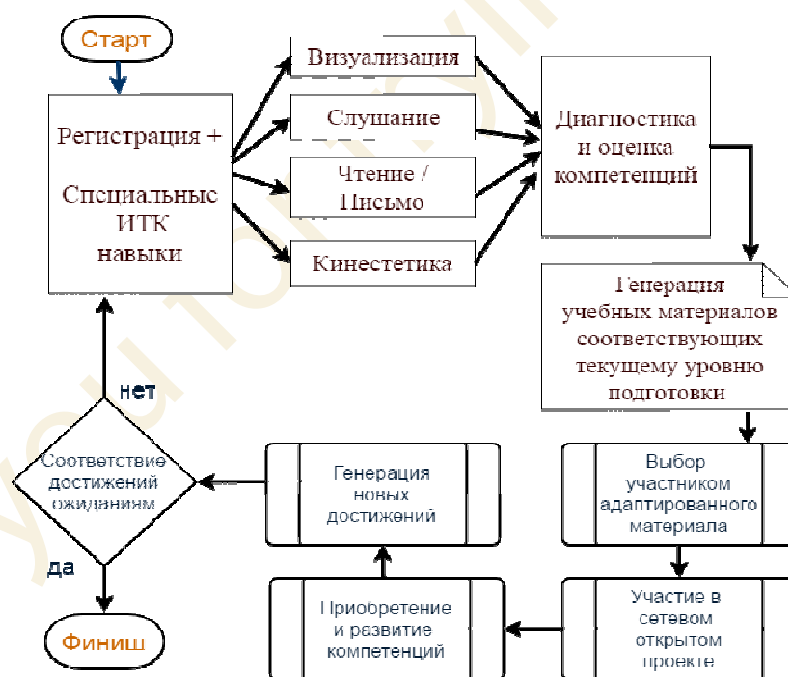 Старт
Регистрация +
Специальные
ИТК
навыки
Визуализация
Слушание
Чтение /
Письмо
Кинестетика
Диагностика
и оценка
компетенций
Генерация
учебных материалов
соответствующих
текущему уровню
подготовки
Выбор
участником
адаптированного
материала
Участие в
сетевом
открытом
проекте
Приобретение
и развитие
компетенций
Генерация
новых
достижений
Соответствие
достижений
ожиданиям
нет
да
Финиш
you for